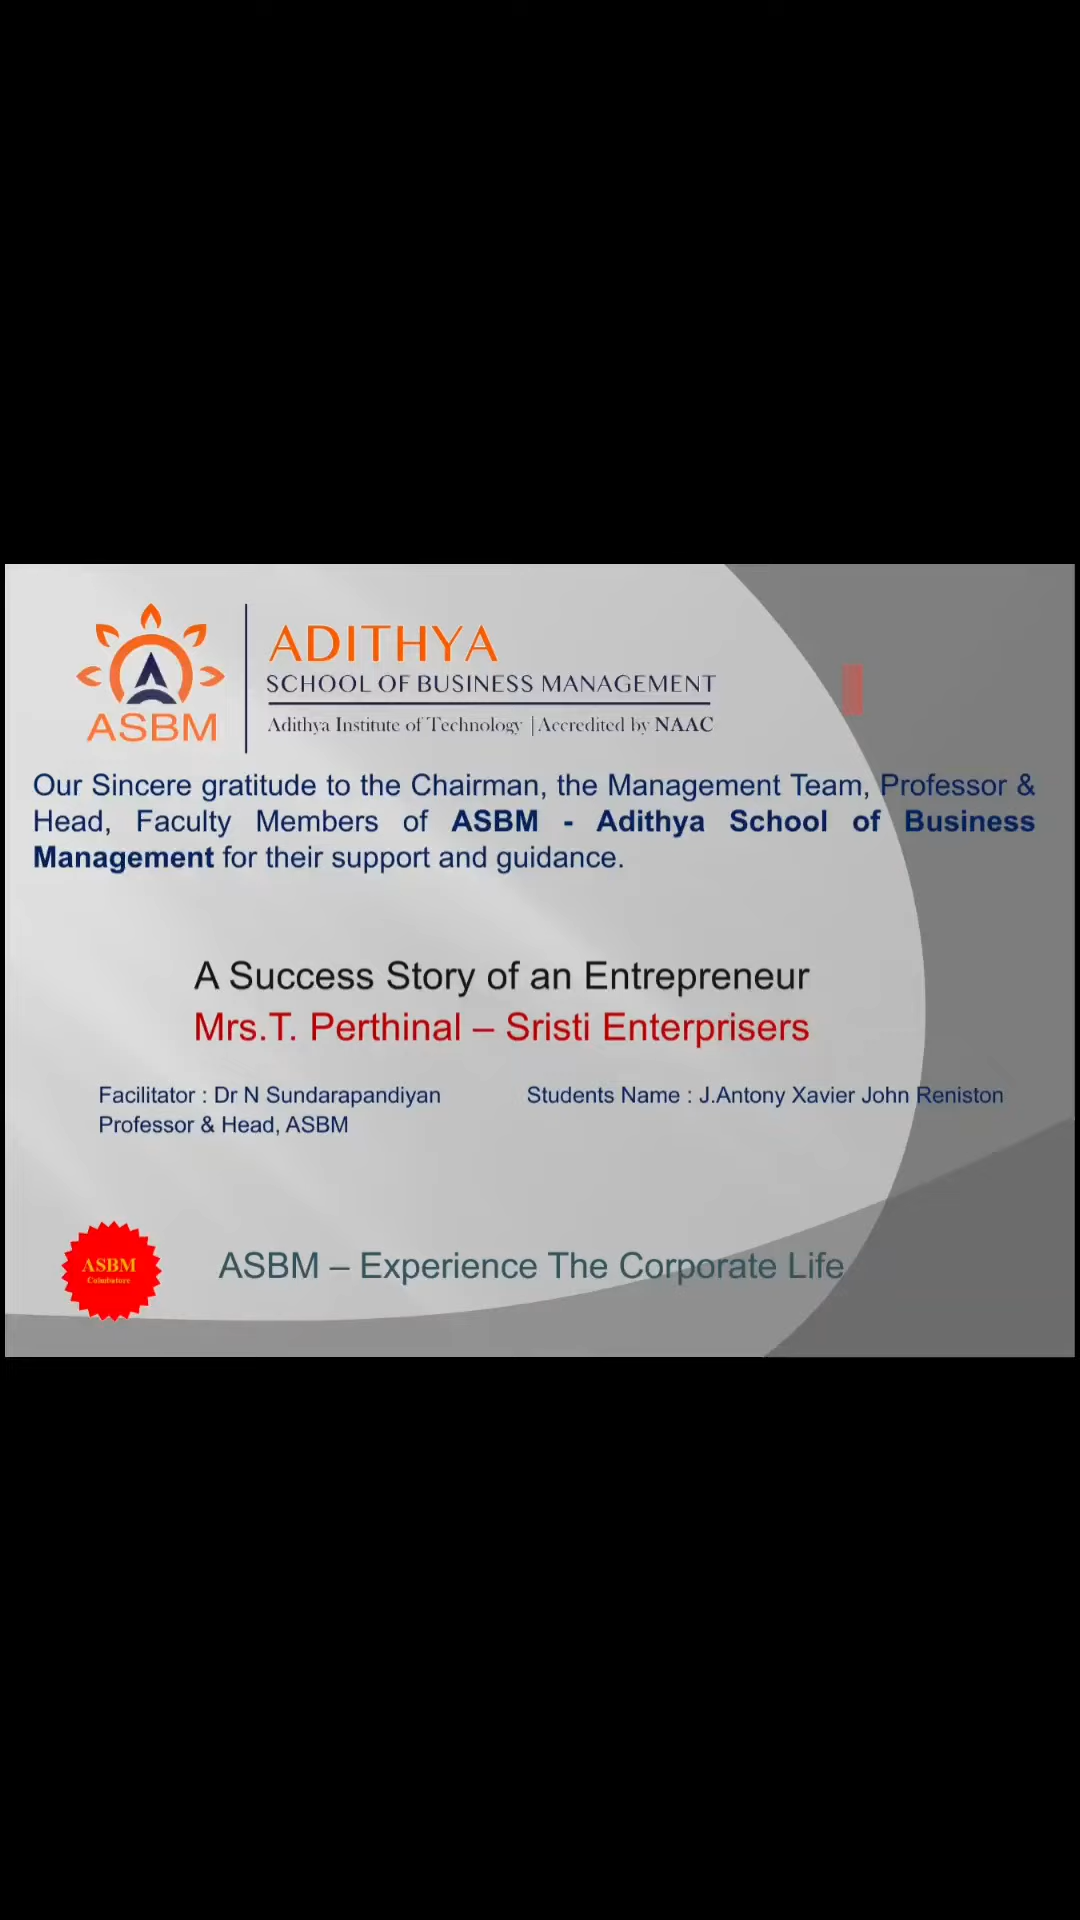 ADITHYA
SCHOOL OF BUSINESS MANAGEMENT
ASBM
Adithya Institute of Technology | Accredited by NAAC
Our Sincere gratitude to the Chairman, the Management Team, Professor &
Head, Faculty Members of ASBM - Adithya School of Business
Management for their support and guidance.
A Success Story of an Entrepreneur
Mrs.T. Perthinal – Sristi Enterprisers
Facilitator : Dr N Sundarapandiyan
Professor & Head, ASBM
Students Name : J.Antony Xavier John Reniston
ASBM
Coimbatore
ASBM – Experience The Corporate Life